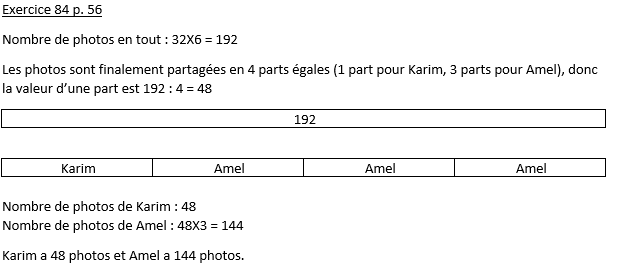 Exercice 84 p. 56
Nombre de photos en tout : 32X6 = 192
Les photos sont finalement partagées en 4 parts égales (1 part pour Karim, 3 parts pour Amel), donc
la valeur d’une part est 192 : 4 = 48
192
Karim Amel Amel Amel
Nombre de photos de Karim : 48
Nombre de photos de Amel : 48X3 = 144
Karim a 48 photos et Amel a 144 photos.